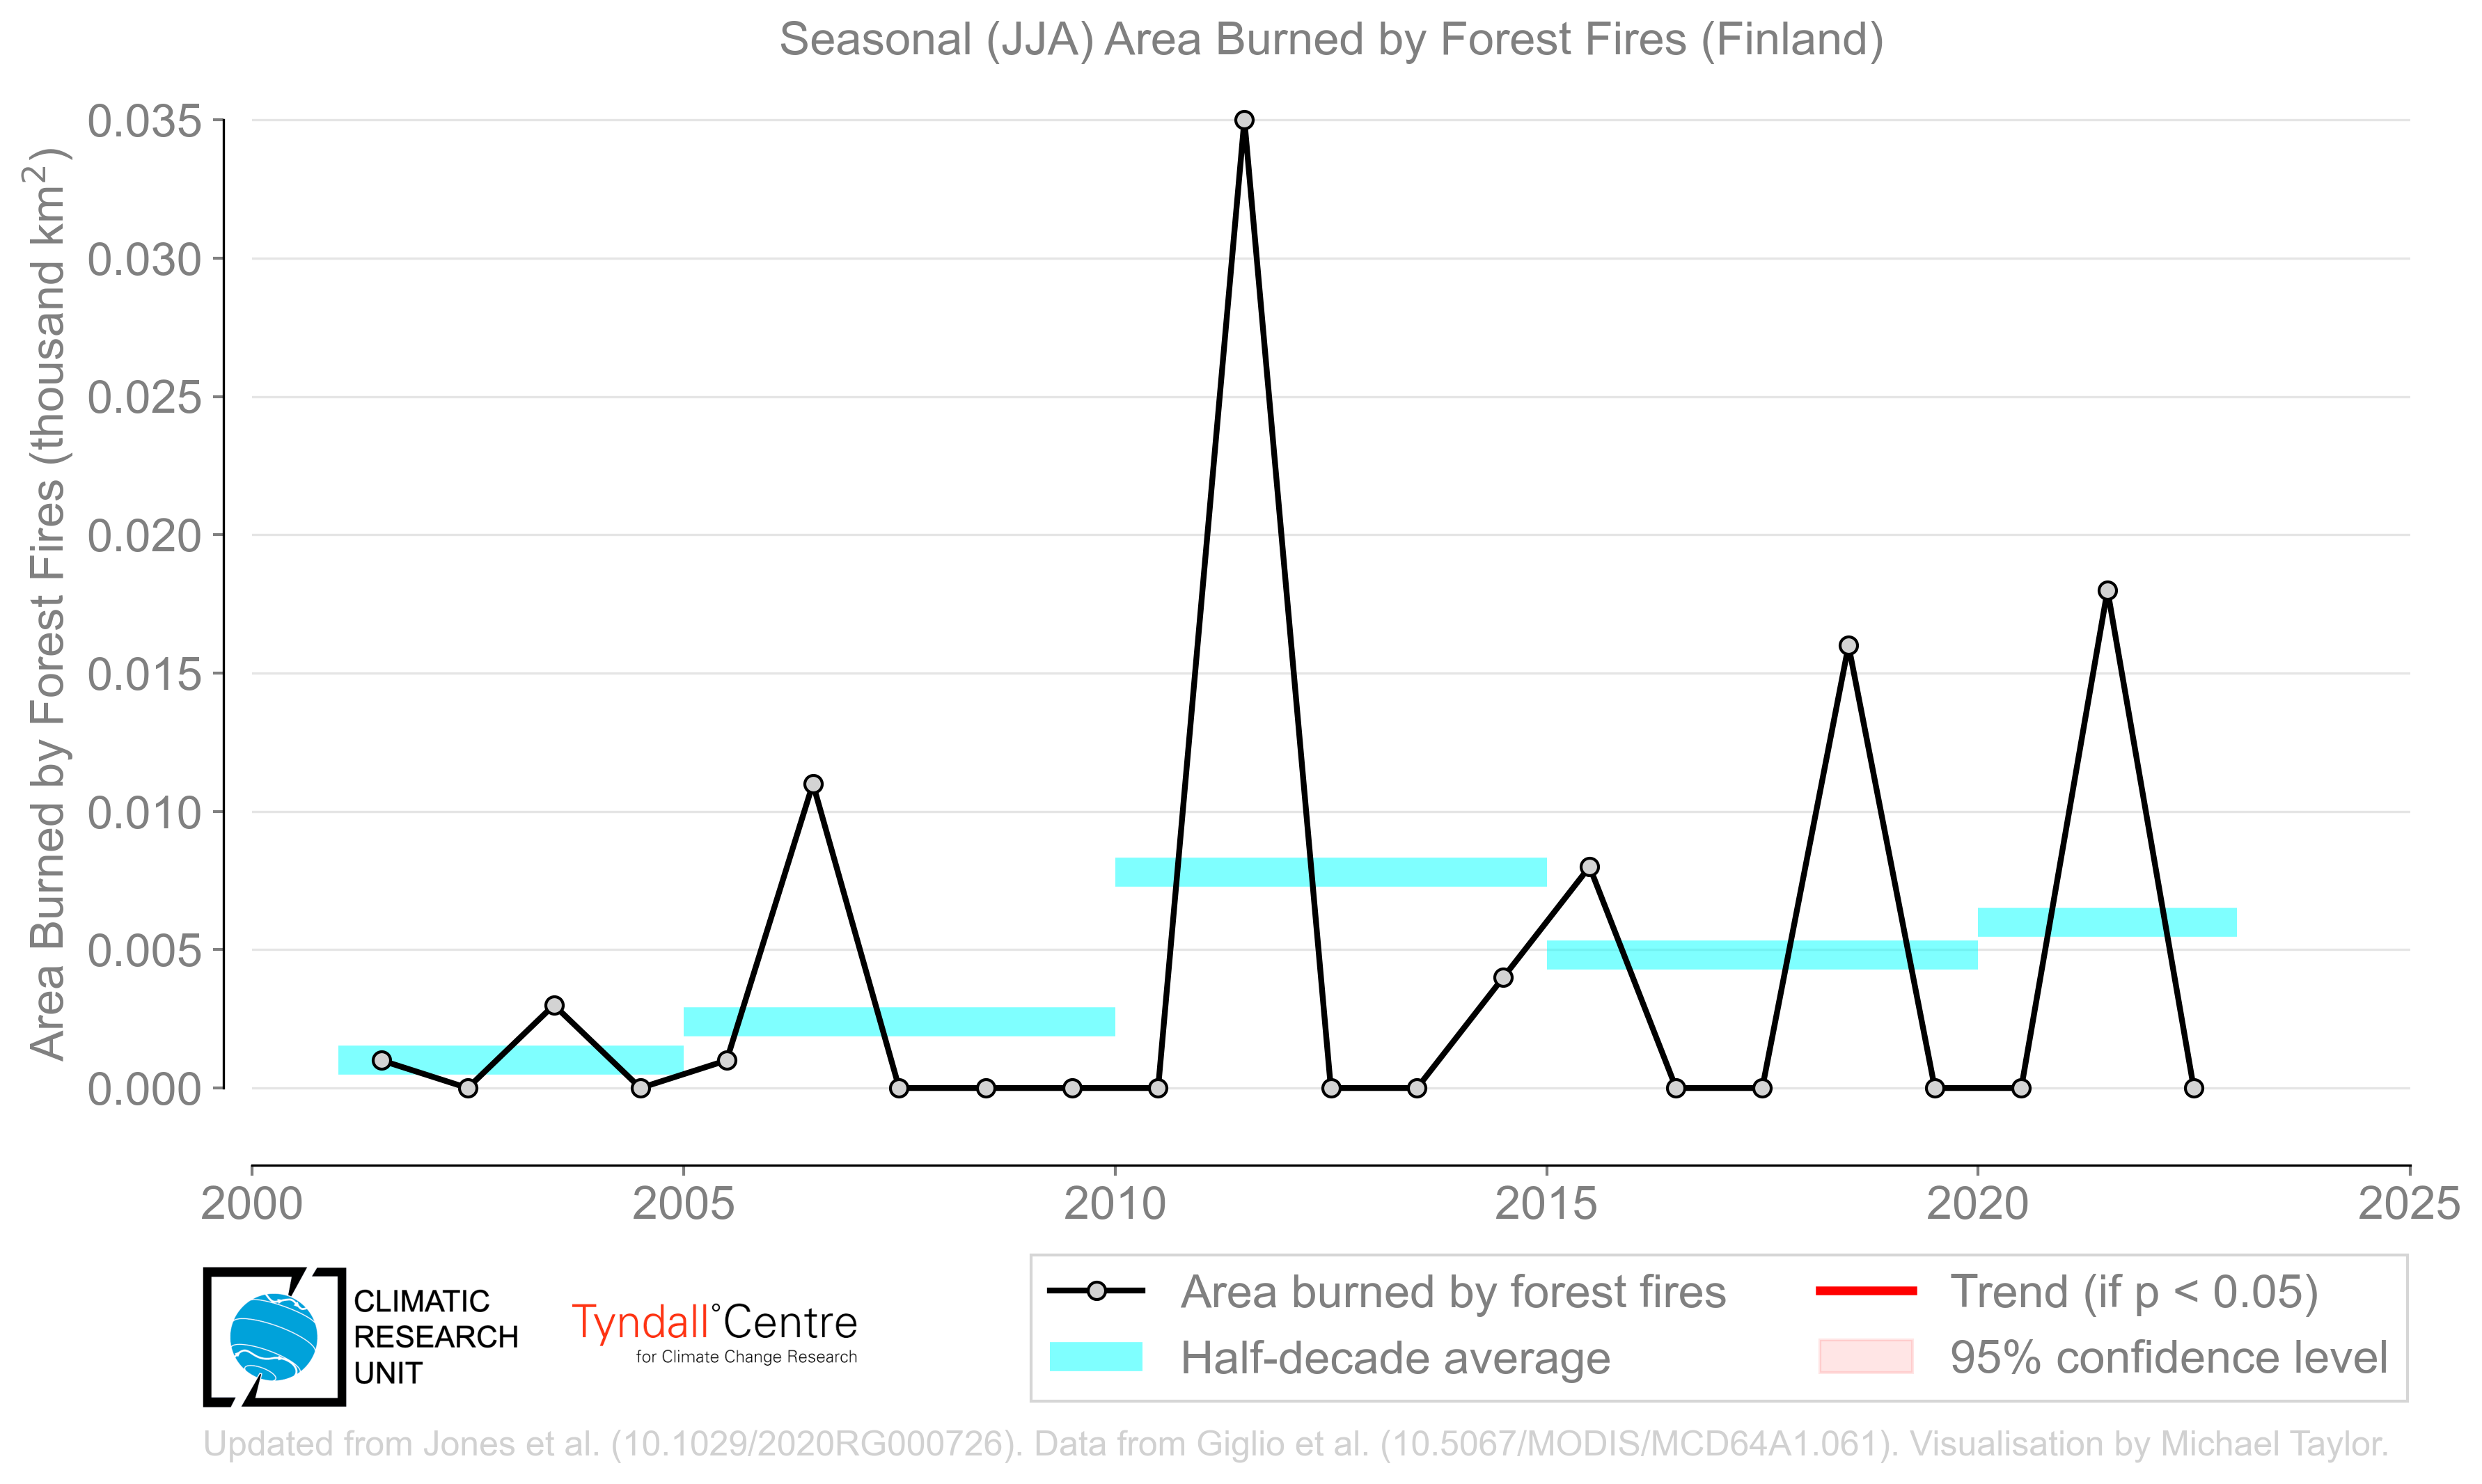 Seasonal (JJA) Area Burned by Forest Fires (Finland)
Area Burned by Forest Fires (thousand km²)
0.035
0.030
0.025
0.020
0.015
0.010
0.005
0.000
2000 2005 2010 2015 2020 2025
CLIMATIC
RESEARCH
UNIT
Tyndall°Centre
for Climate Change Research
Area burned by forest fires
Half-decade average
Trend (if p < 0.05)
95% confidence level
Updated from Jones et al. (10.1029/2020RG000726). Data from Giglio et al. (10.5067/MODIS/MCD64A1.061). Visualisation by Michael Taylor.